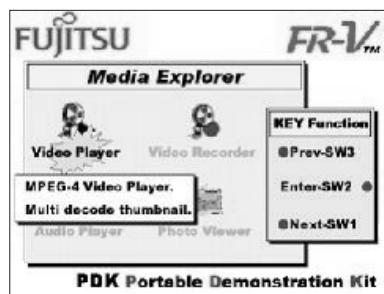 FUJITSU
FR-V TM
Media Explorer
Video Player
Video Recorder
MPEG-4 Video Player.
Multi decode thumbnail.
Audio Player
Photo Viewer
KEY Function
Prev-SW3
Enter-SW2
Next-SW1
PDK Portable Demonstration Kit